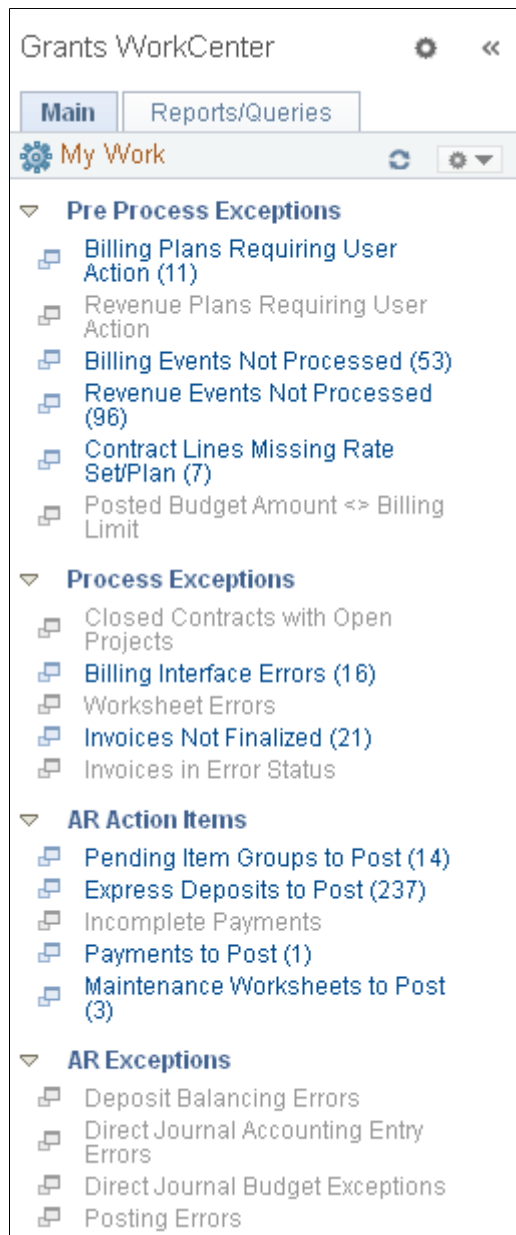 Grants WorkCenter
Main
Reports/Queries
My Work
Pre Process Exceptions
Billing Plans Requiring User
Action (11)
Revenue Plans Requiring User
Action
Billing Events Not Processed (53)
Revenue Events Not Processed
(96)
Contract Lines Missing Rate
Set/Plan (7)
Posted Budget Amount <> Billing
Limit
Process Exceptions
Closed Contracts with Open
Projects
Billing Interface Errors (16)
Worksheet Errors
Invoices Not Finalized (21)
Invoices in Error Status
AR Action Items
Pending Item Groups to Post (14)
Express Deposits to Post (237)
Incomplete Payments
Payments to Post (1)
Maintenance Worksheets to Post
(3)
AR Exceptions
Deposit Balancing Errors
Direct Journal Accounting Entry
Errors
Direct Journal Budget Exceptions
Posting Errors